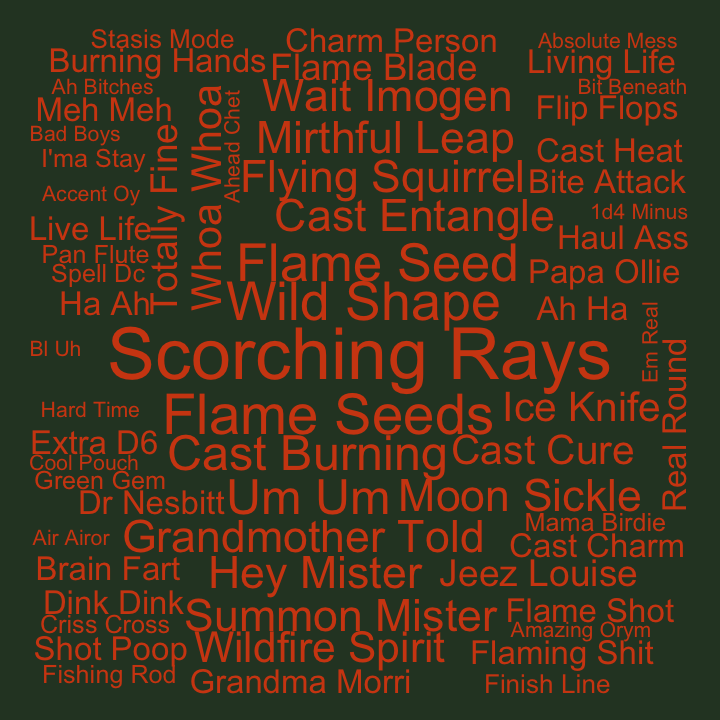 Stasis Mode
Charm Person
Absolute Mess
Burning Hands
Flame Blade
Living Life
Ah Bitches
Wait Imogen
Bit Beneath
Meh Meh
Whoa Whoa
Ahead Chet
Flip Flops
Bad Boys
Totally Fine
Mirthful Leap
I'ma Stay
Cast Heat
Accent Oy
Flying Squirrel
Bite Attack
Live Life
Cast Entangle
1d4 Minus
Pan Flute
Haul Ass
Spell Dc
Flame Seed
Papa Ollie
Ha Ah
Wild Shape
Ah Ha
Bl Uh
Scorching Rays
Em Real
Hard Time
Flame Seeds
Ice Knife
Real Round
Extra D6
Cast Burning
Cast Cure
Cool Pouch
Green Gem
Dr Nesbitt
Um Um
Moon Sickle
Air Airor
Grandmother Told
Mama Birdie
Cast Charm
Brain Fart
Hey Mister
Jeez Louise
Dink Dink
Summon Mister
Flame Shot
Criss Cross
Amazing Orym
Shot Poop
Wildfire Spirit
Flaming Shit
Fishing Rod
Grandma Morri
Finish Line